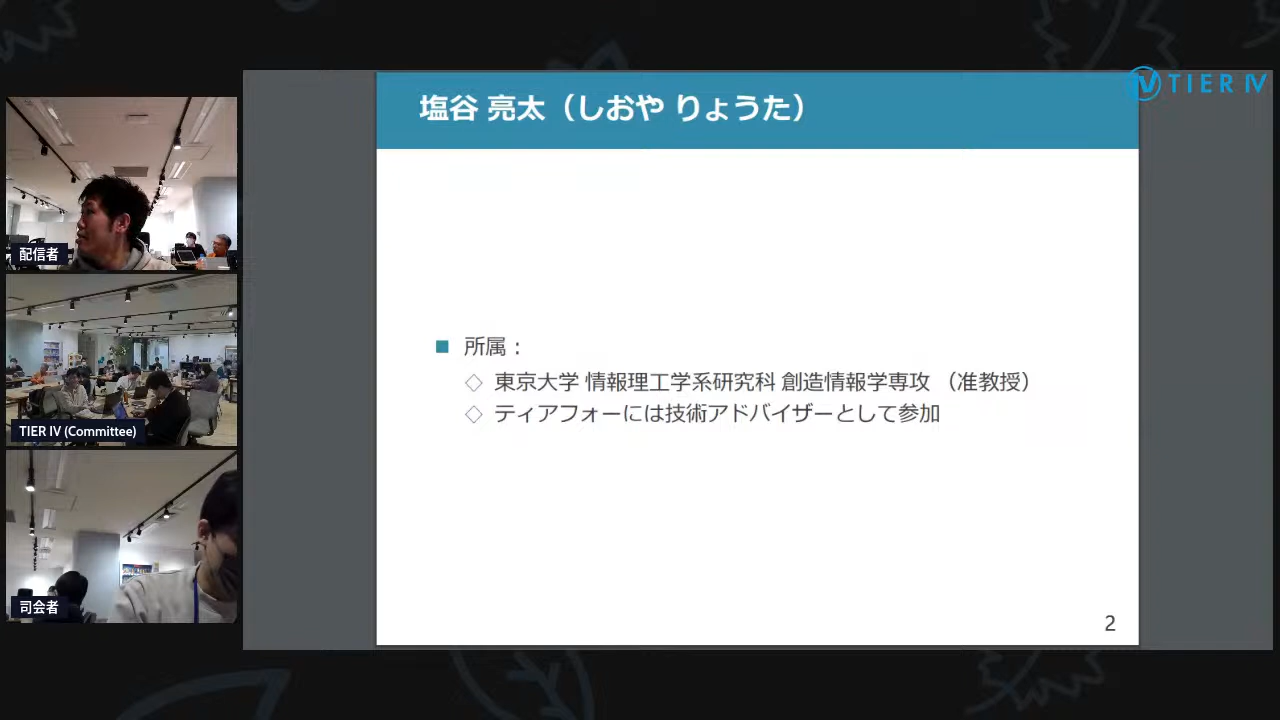 TIER IV
塩谷 亮太（しおや りょうた）
■ 所属：
◇ 東京大学 情報理工学系研究科 創造情報学専攻 （准教授）
◇ ティアフォーには技術アドバイザーとして参加
2
配信者
TIER IV (Committee)
司会者